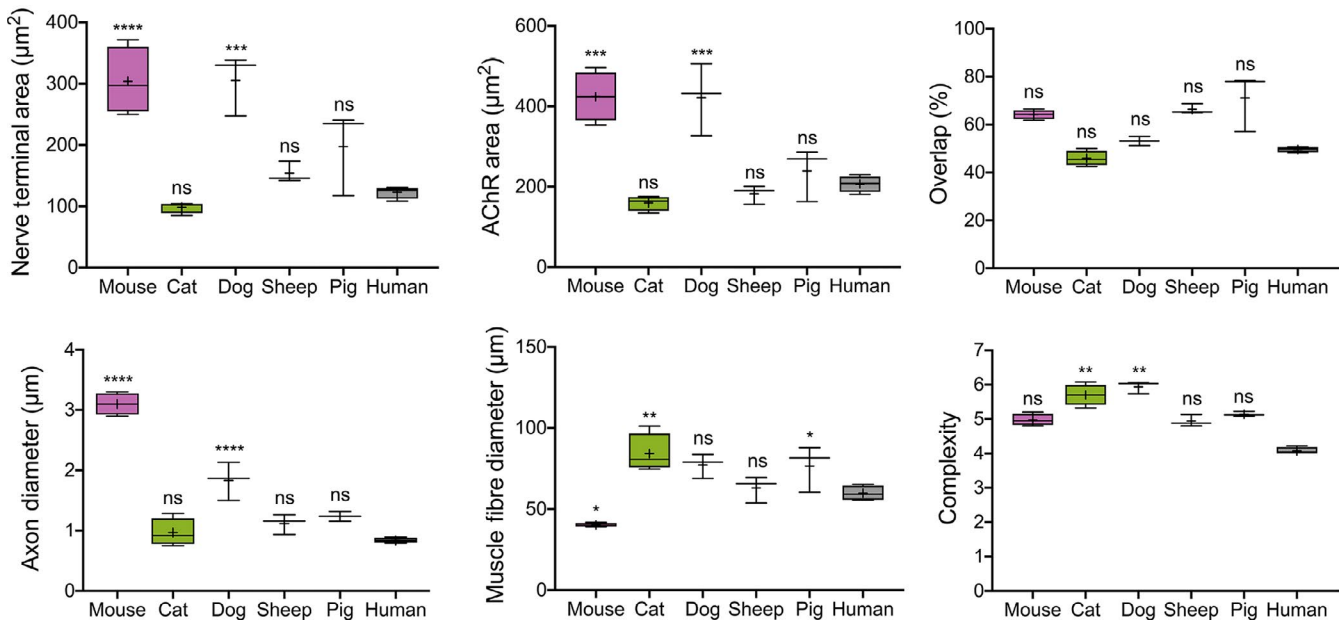 Nerve terminal area (µm²)
400
300
200
100
0
****
ns
***
ns
ns
Mouse Cat Dog Sheep Pig Human
AChR area (µm²)
600
400
200
0
***
ns
***
ns
ns
Mouse Cat Dog Sheep Pig Human
Overlap (%)
100
80
60
40
20
0
ns
ns
ns
ns
ns
Mouse Cat Dog Sheep Pig Human
Axon diameter (µm)
4
3
2
1
0
****
ns
****
ns
ns
Mouse Cat Dog Sheep Pig Human
Muscle fibre diameter (µm)
150
100
50
0
*
**
ns
ns
*
Mouse Cat Dog Sheep Pig Human
Complexity
7
6
5
4
3
2
1
0
ns
**
**
ns
ns
Mouse Cat Dog Sheep Pig Human